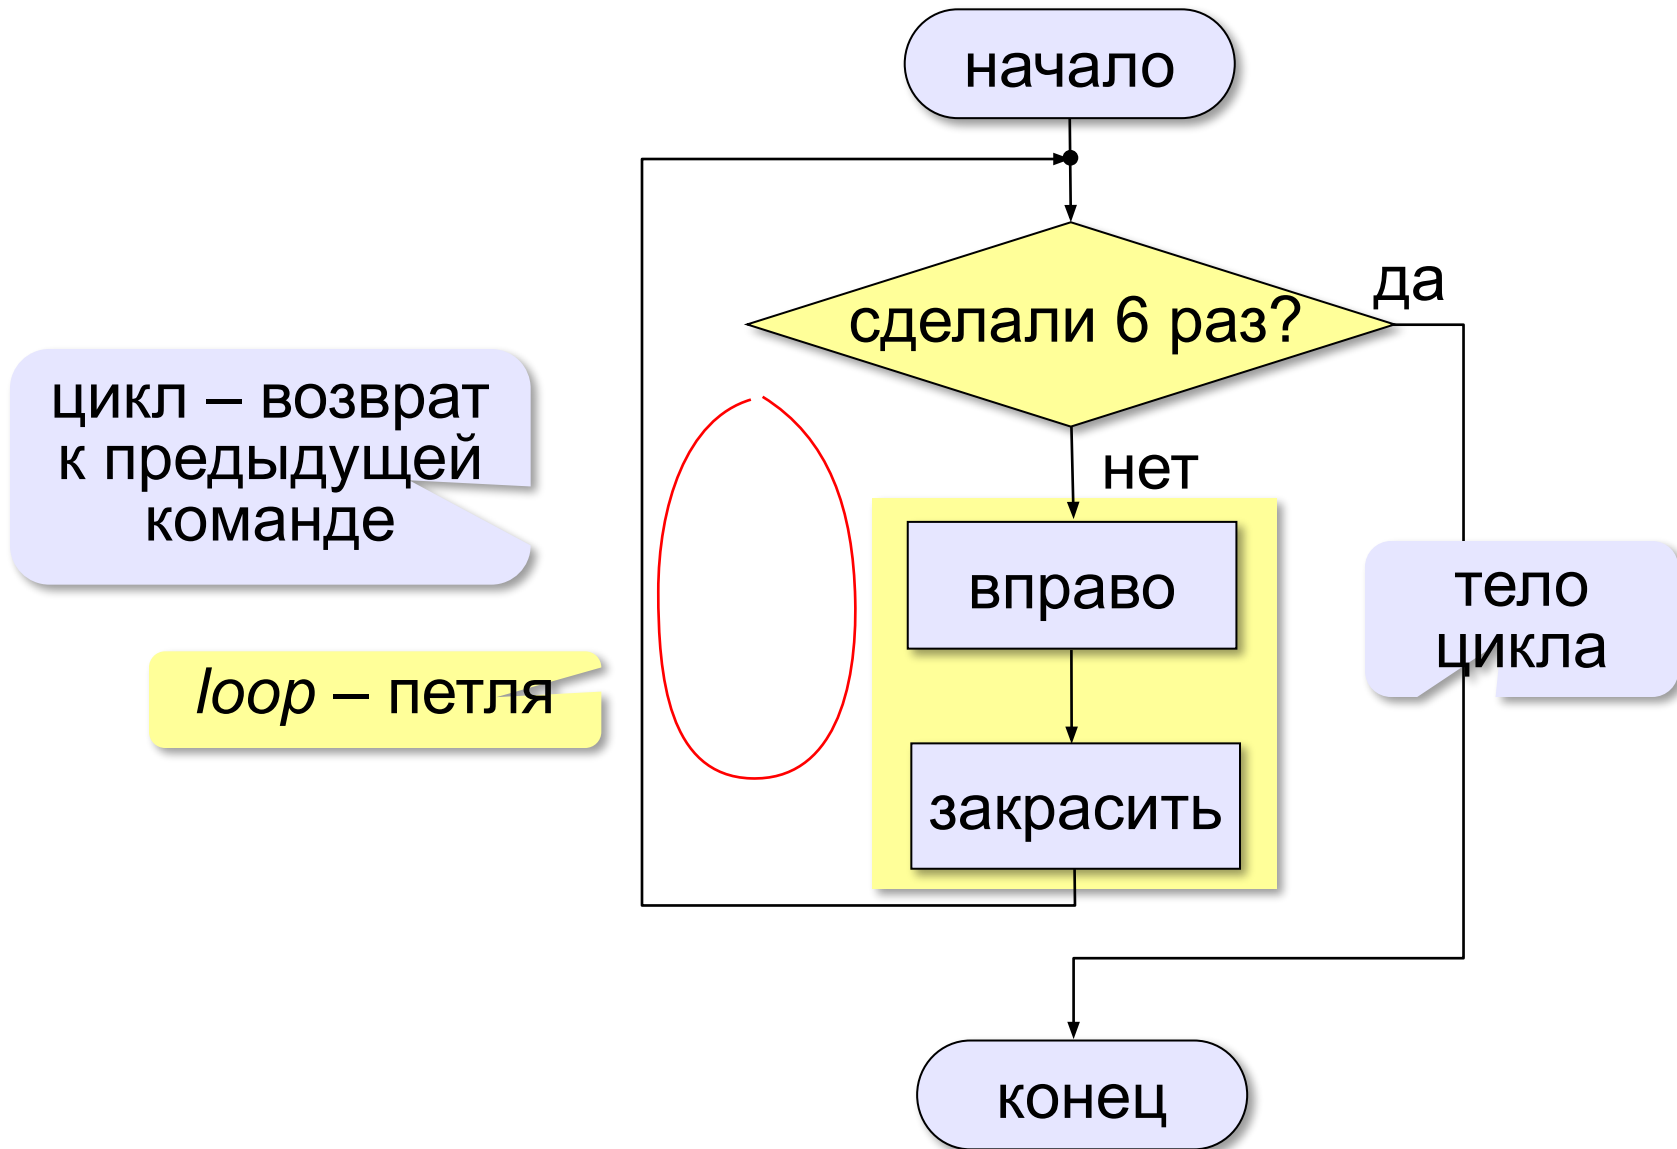 начало
да
сделали 6 раз?
цикл – возврат
к предыдущей
команде
нет
вправо
тело
цикла
loop – петля
закрасить
конец